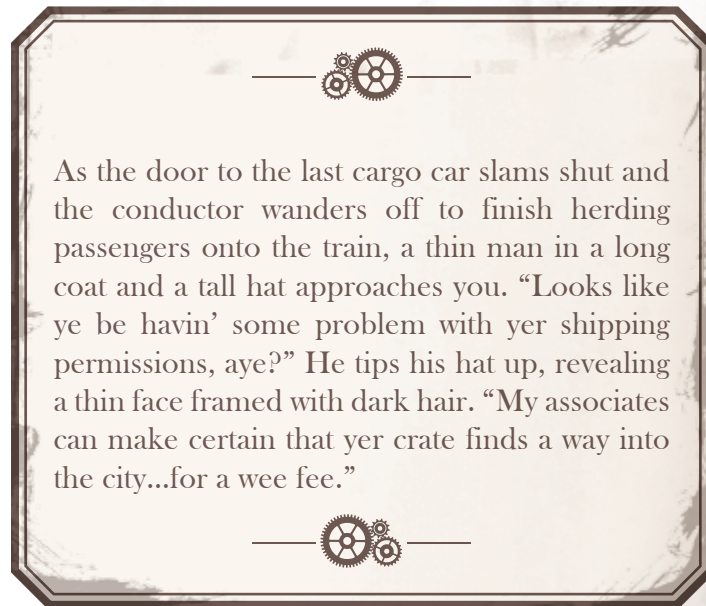 As the door to the last cargo car slams shut and
the conductor wanders off to finish herding
passengers onto the train, a thin man in a long
coat and a tall hat approaches you. “Looks like
ye be havin’ some problem with yer shipping
permissions, aye?” He tips his hat up, revealing
a thin face framed with dark hair. “My associates
can make certain that yer crate finds a way into
the city...for a wee fee.”